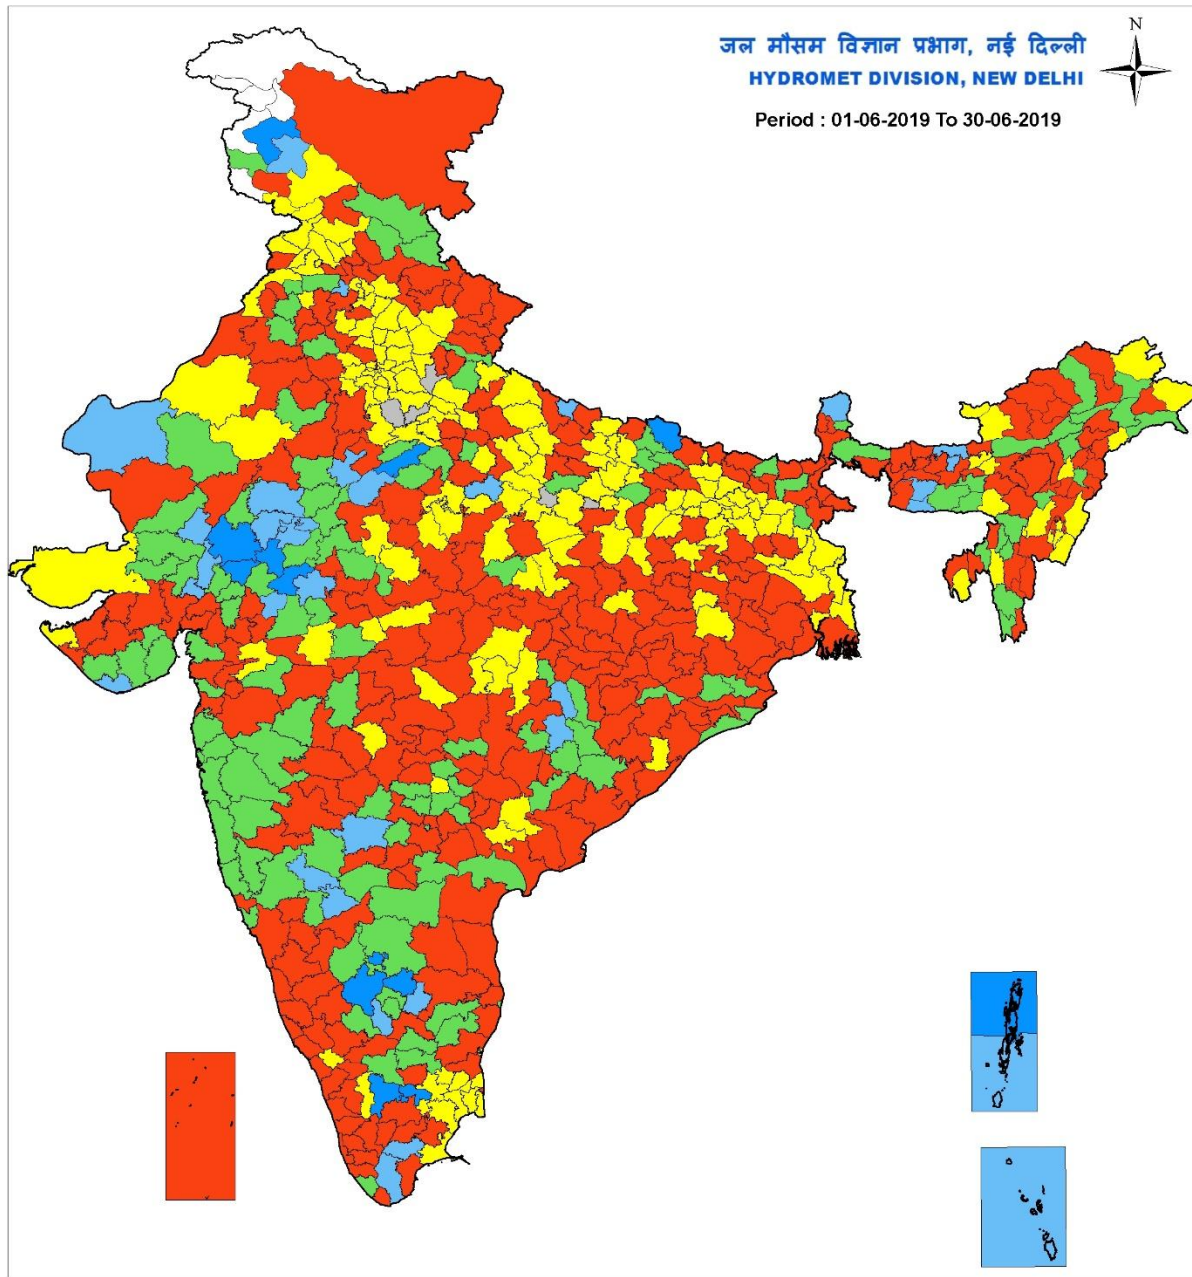 जल मौसम विज्ञान प्रभाग, नई दिल्ली
HYDROMET DIVISION, NEW DELHI
Period : 01-06-2019 To 30-06-2019
N